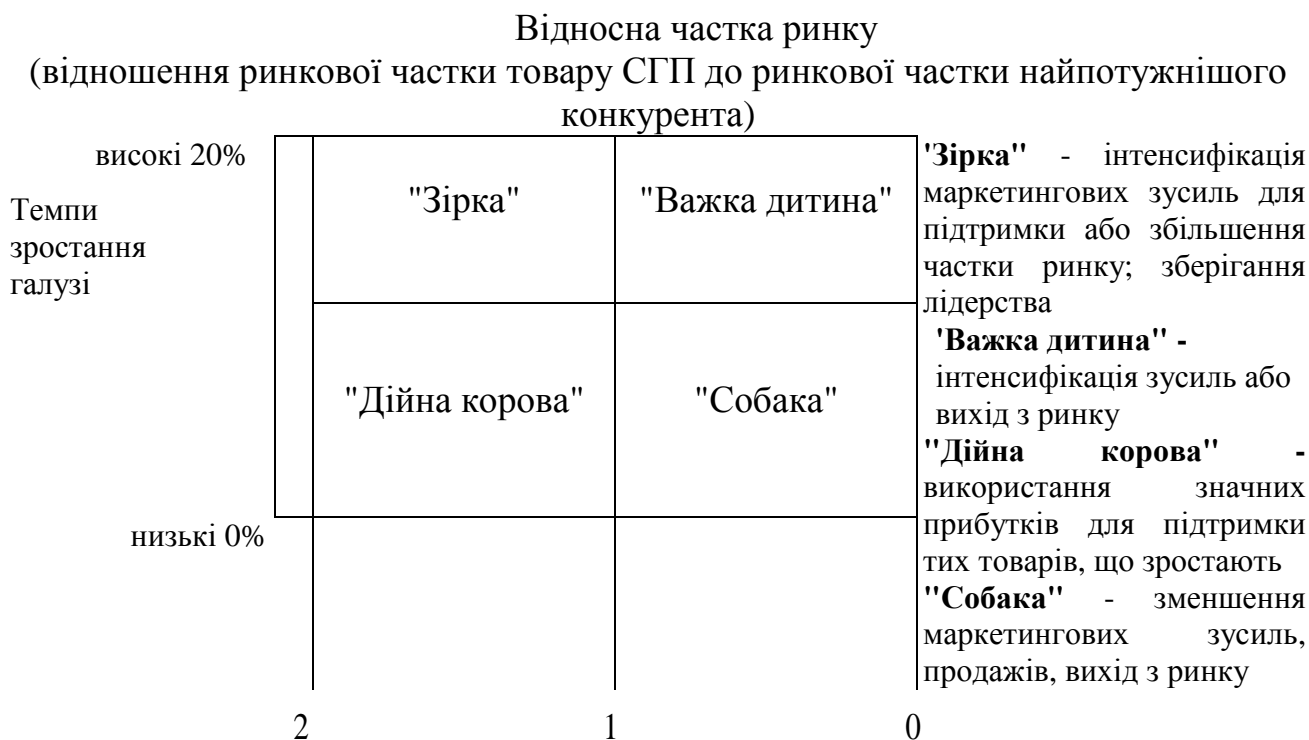 Відносна частка ринку
(відношення ринкової частки товару СГП до ринкової частки найпотужнішого
конкурента)
високі 20%
Темпи
зростання
галузі
"Зірка"
"Важка дитина"
"Дійна корова"
"Собака"
низькі 0%
2
1
0
'Зірка" - інтенсифікація
маркетингових зусиль для
підтримки або збільшення
частки ринку; зберігання
лідерства
'Важка дитина" -
інтенсифікація зусиль або
вихід з ринку
"Дійна корова" -
використання значних
прибутків для підтримки
тих товарів, що зростають
"Собака" - зменшення
маркетингових зусиль,
продажів, вихід з ринку